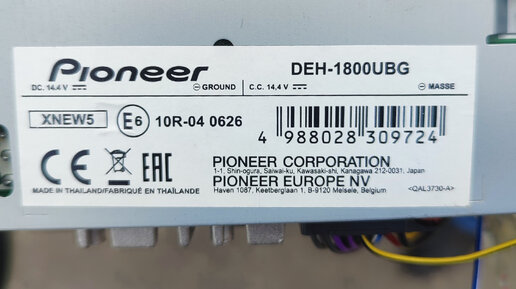 Pioneer DEH-1800UBG
DC. 14.4 V GROUND C.C. 14,4 V MASSE
XNEW5 E6 10R-04 0626
4 988028 309724
CE EAC PIONEER CORPORATION
1-1, Shin-ogura, Saiwai-ku, Kawasaki-shi, Kanagawa 212-0031, Japan
PIONEER EUROPE NV
MADE IN THAILAND/FABRIQUÉ EN THAÏLANDE Haven 1087, Keetberglaan 1, B-9120 Melsele, Belgium <QAL3730-A>